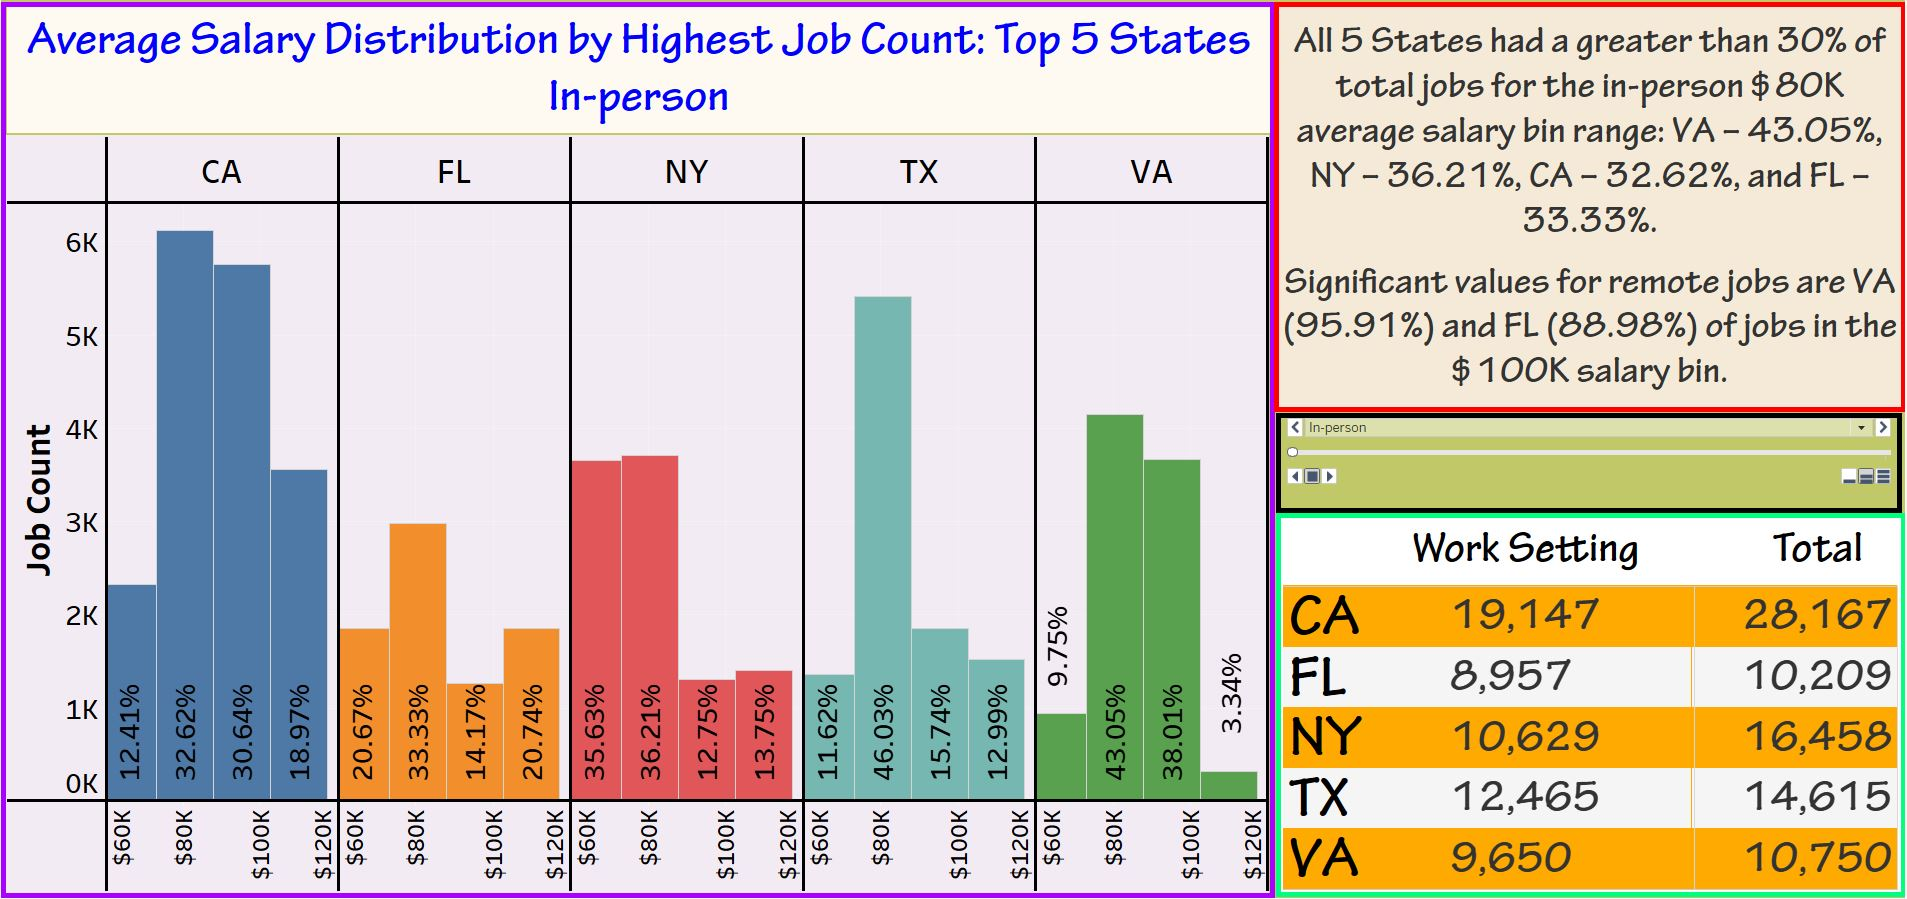 Average Salary Distribution by Highest Job Count: Top 5 States
In-person
CA FL NY TX VA
Job Count
6K
5K
4K
3K
2K
1K
0K
12.41% 32.62% 30.64% 18.97%
20.67% 33.33% 14.17% 20.74%
35.63% 36.21% 12.75% 13.75%
11.62% 46.03% 15.74% 12.99%
9.75% 43.05% 38.01% 3.34%
$60K $80K $100K $120K
$60K $80K $100K $120K
$60K $80K $100K $120K
$60K $80K $100K $120K
$60K $80K $100K $120K
All 5 States had a greater than 30% of
total jobs for the in-person $80K
average salary bin range: VA – 43.05%,
NY – 36.21%, CA – 32.62%, and FL –
33.33%.
Significant values for remote jobs are VA
(95.91%) and FL (88.98%) of jobs in the
$100K salary bin.
In-person
Work Setting Total
CA 19,147 28,167
FL 8,957 10,209
NY 10,629 16,458
TX 12,465 14,615
VA 9,650 10,750